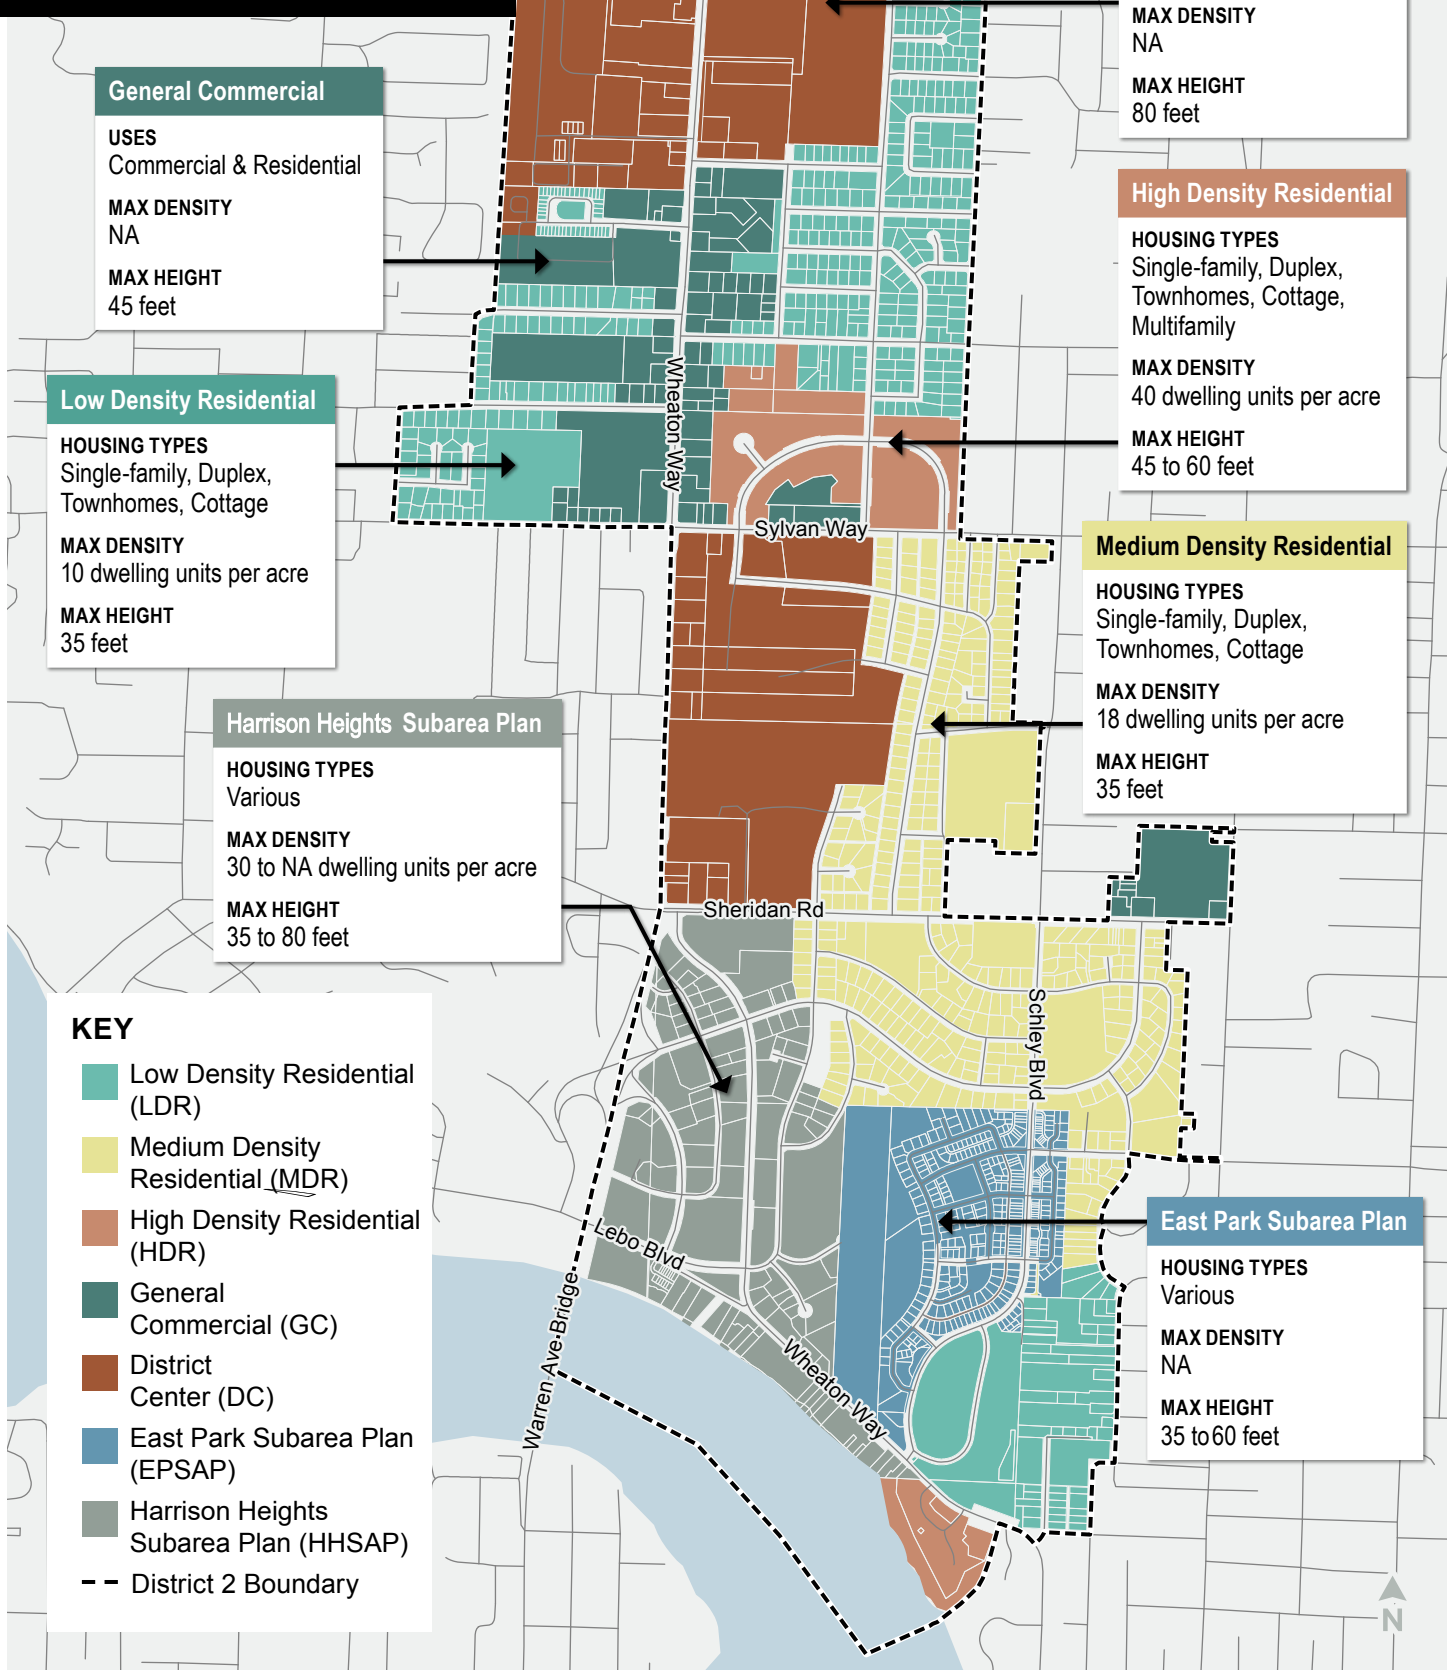 MAX DENSITY
NA
MAX HEIGHT
80 feet
General Commercial
USES
Commercial & Residential
MAX DENSITY
NA
MAX HEIGHT
45 feet
High Density Residential
HOUSING TYPES
Single-family, Duplex,
Townhomes, Cottage,
Multifamily
MAX DENSITY
40 dwelling units per acre
MAX HEIGHT
45 to 60 feet
Low Density Residential
HOUSING TYPES
Single-family, Duplex,
Townhomes, Cottage
MAX DENSITY
10 dwelling units per acre
MAX HEIGHT
35 feet
Wheaton Way
Sylvan Way
Medium Density Residential
HOUSING TYPES
Single-family, Duplex,
Townhomes, Cottage
MAX DENSITY
18 dwelling units per acre
MAX HEIGHT
35 feet
Harrison Heights Subarea Plan
HOUSING TYPES
Various
MAX DENSITY
30 to NA dwelling units per acre
MAX HEIGHT
35 to 80 feet
Sheridan Rd
Schley Blvd
KEY
Low Density Residential
(LDR)
Medium Density
Residential (MDR)
High Density Residential
(HDR)
General
Commercial (GC)
District
Center (DC)
East Park Subarea Plan
(EPSAP)
Harrison Heights
Subarea Plan (HHSAP)
District 2 Boundary
Lebo Blvd
Warren Ave Bridge
Wheaton Way
East Park Subarea Plan
HOUSING TYPES
Various
MAX DENSITY
NA
MAX HEIGHT
35 to 60 feet
N